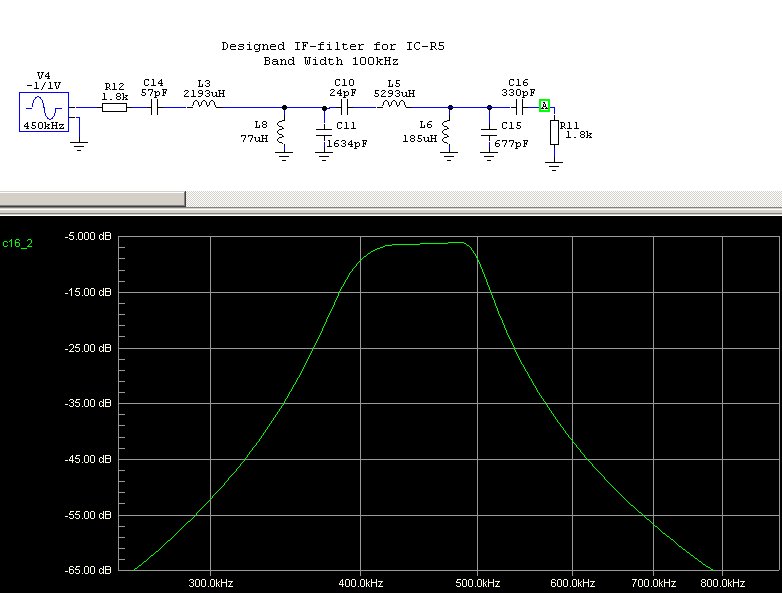 Designed IF-filter for IC-R5
Band Width 100kHz
V4
-1/1V
450kHz
R12
1.8k
C14
57pF
L3
2193uH
L8
77uH
C11
1634pF
C10
24pF
L5
5293uH
L6
185uH
C15
677pF
C16
330pF
A
R11
1.8k
c16_2
-5.000 dB
-15.00 dB
-25.00 dB
-35.00 dB
-45.00 dB
-55.00 dB
-65.00 dB
300.0kHz 400.0kHz 500.0kHz 600.0kHz 700.0kHz 800.0kHz